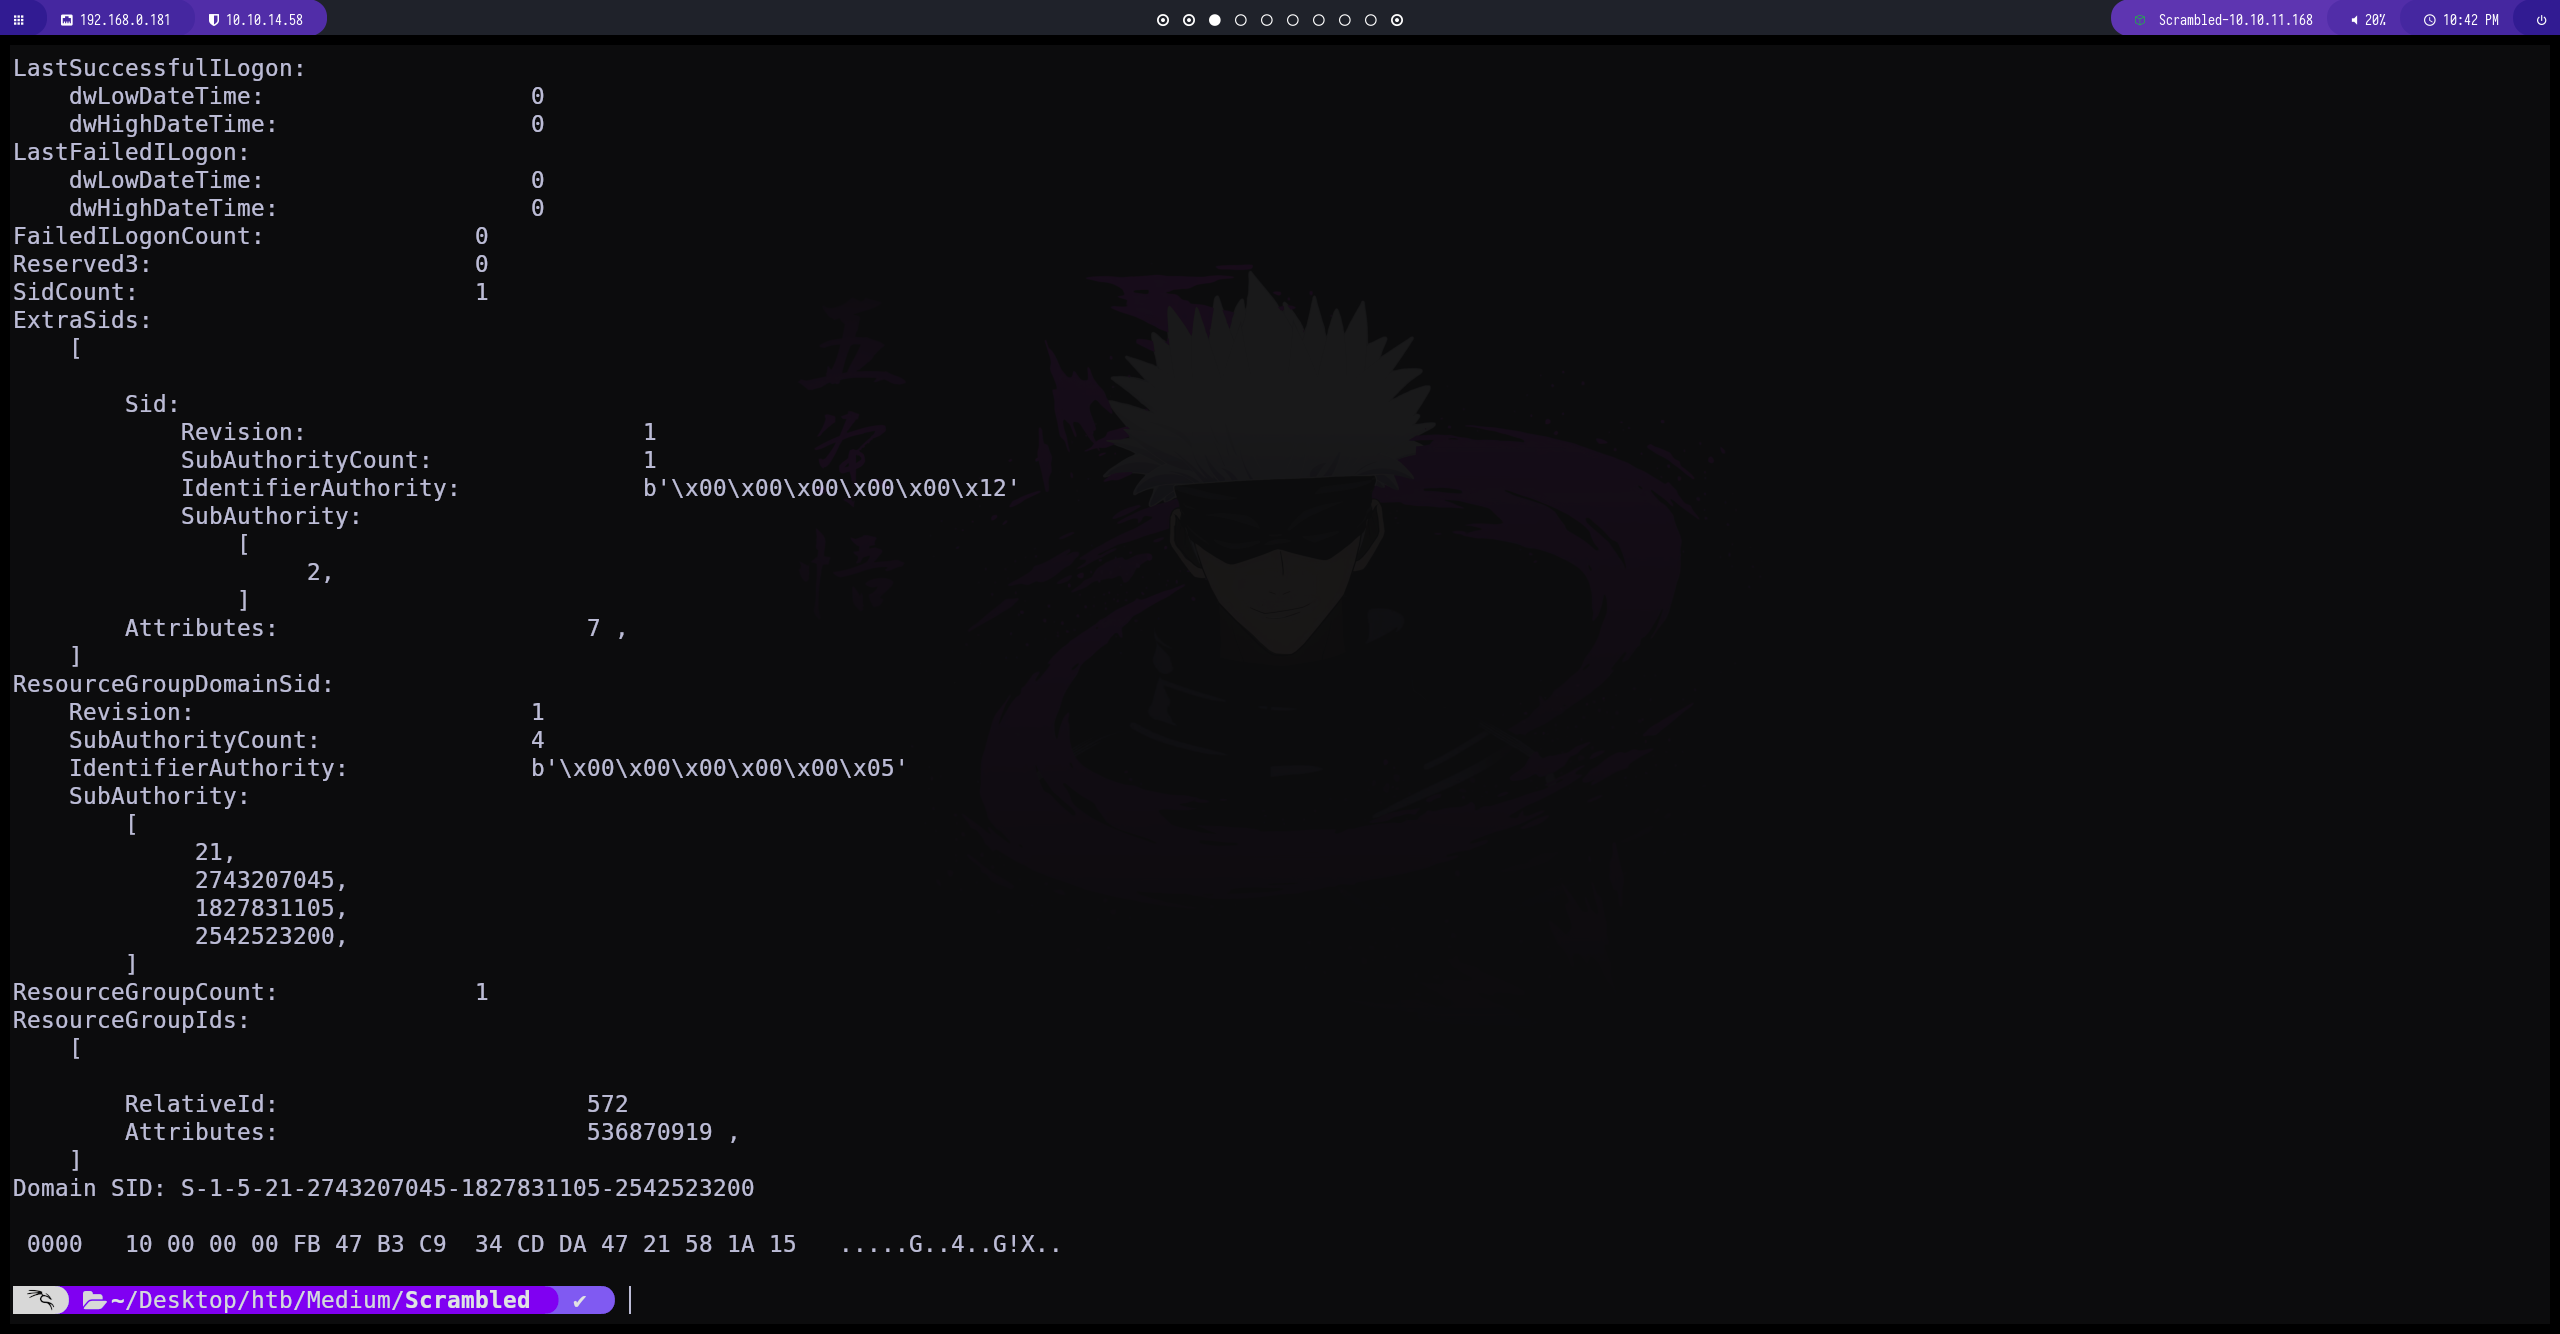 192.168.0.181 10.10.14.58 Scrambled-10.10.11.168 20% 10:42 PM
LastSuccessfulILogon:
    dwLowDateTime:                   0
    dwHighDateTime:                  0
LastFailedILogon:
    dwLowDateTime:                   0
    dwHighDateTime:                  0
FailedILogonCount:               0
Reserved3:                       0
SidCount:                        1
ExtraSids:
    [
        Sid:
            Revision:                        1
            SubAuthorityCount:               1
            IdentifierAuthority:             b'\x00\x00\x00\x00\x00\x12'
            SubAuthority:
                [
                     2,
                ]
        Attributes:                      7 ,
    ]
ResourceGroupDomainSid:
    Revision:                        1
    SubAuthorityCount:               4
    IdentifierAuthority:             b'\x00\x00\x00\x00\x00\x05'
    SubAuthority:
        [
             21,
             2743207045,
             1827831105,
             2542523200,
        ]
ResourceGroupCount:              1
ResourceGroupIds:
    [
        RelativeId:                      572
        Attributes:                      536870919 ,
    ]
Domain SID: S-1-5-21-2743207045-1827831105-2542523200
 0000   10 00 00 00 FB 47 B3 C9  34 CD DA 47 21 58 1A 15   .....G..4..G!X..
~/Desktop/htb/Medium/Scrambled ✔
五条悟